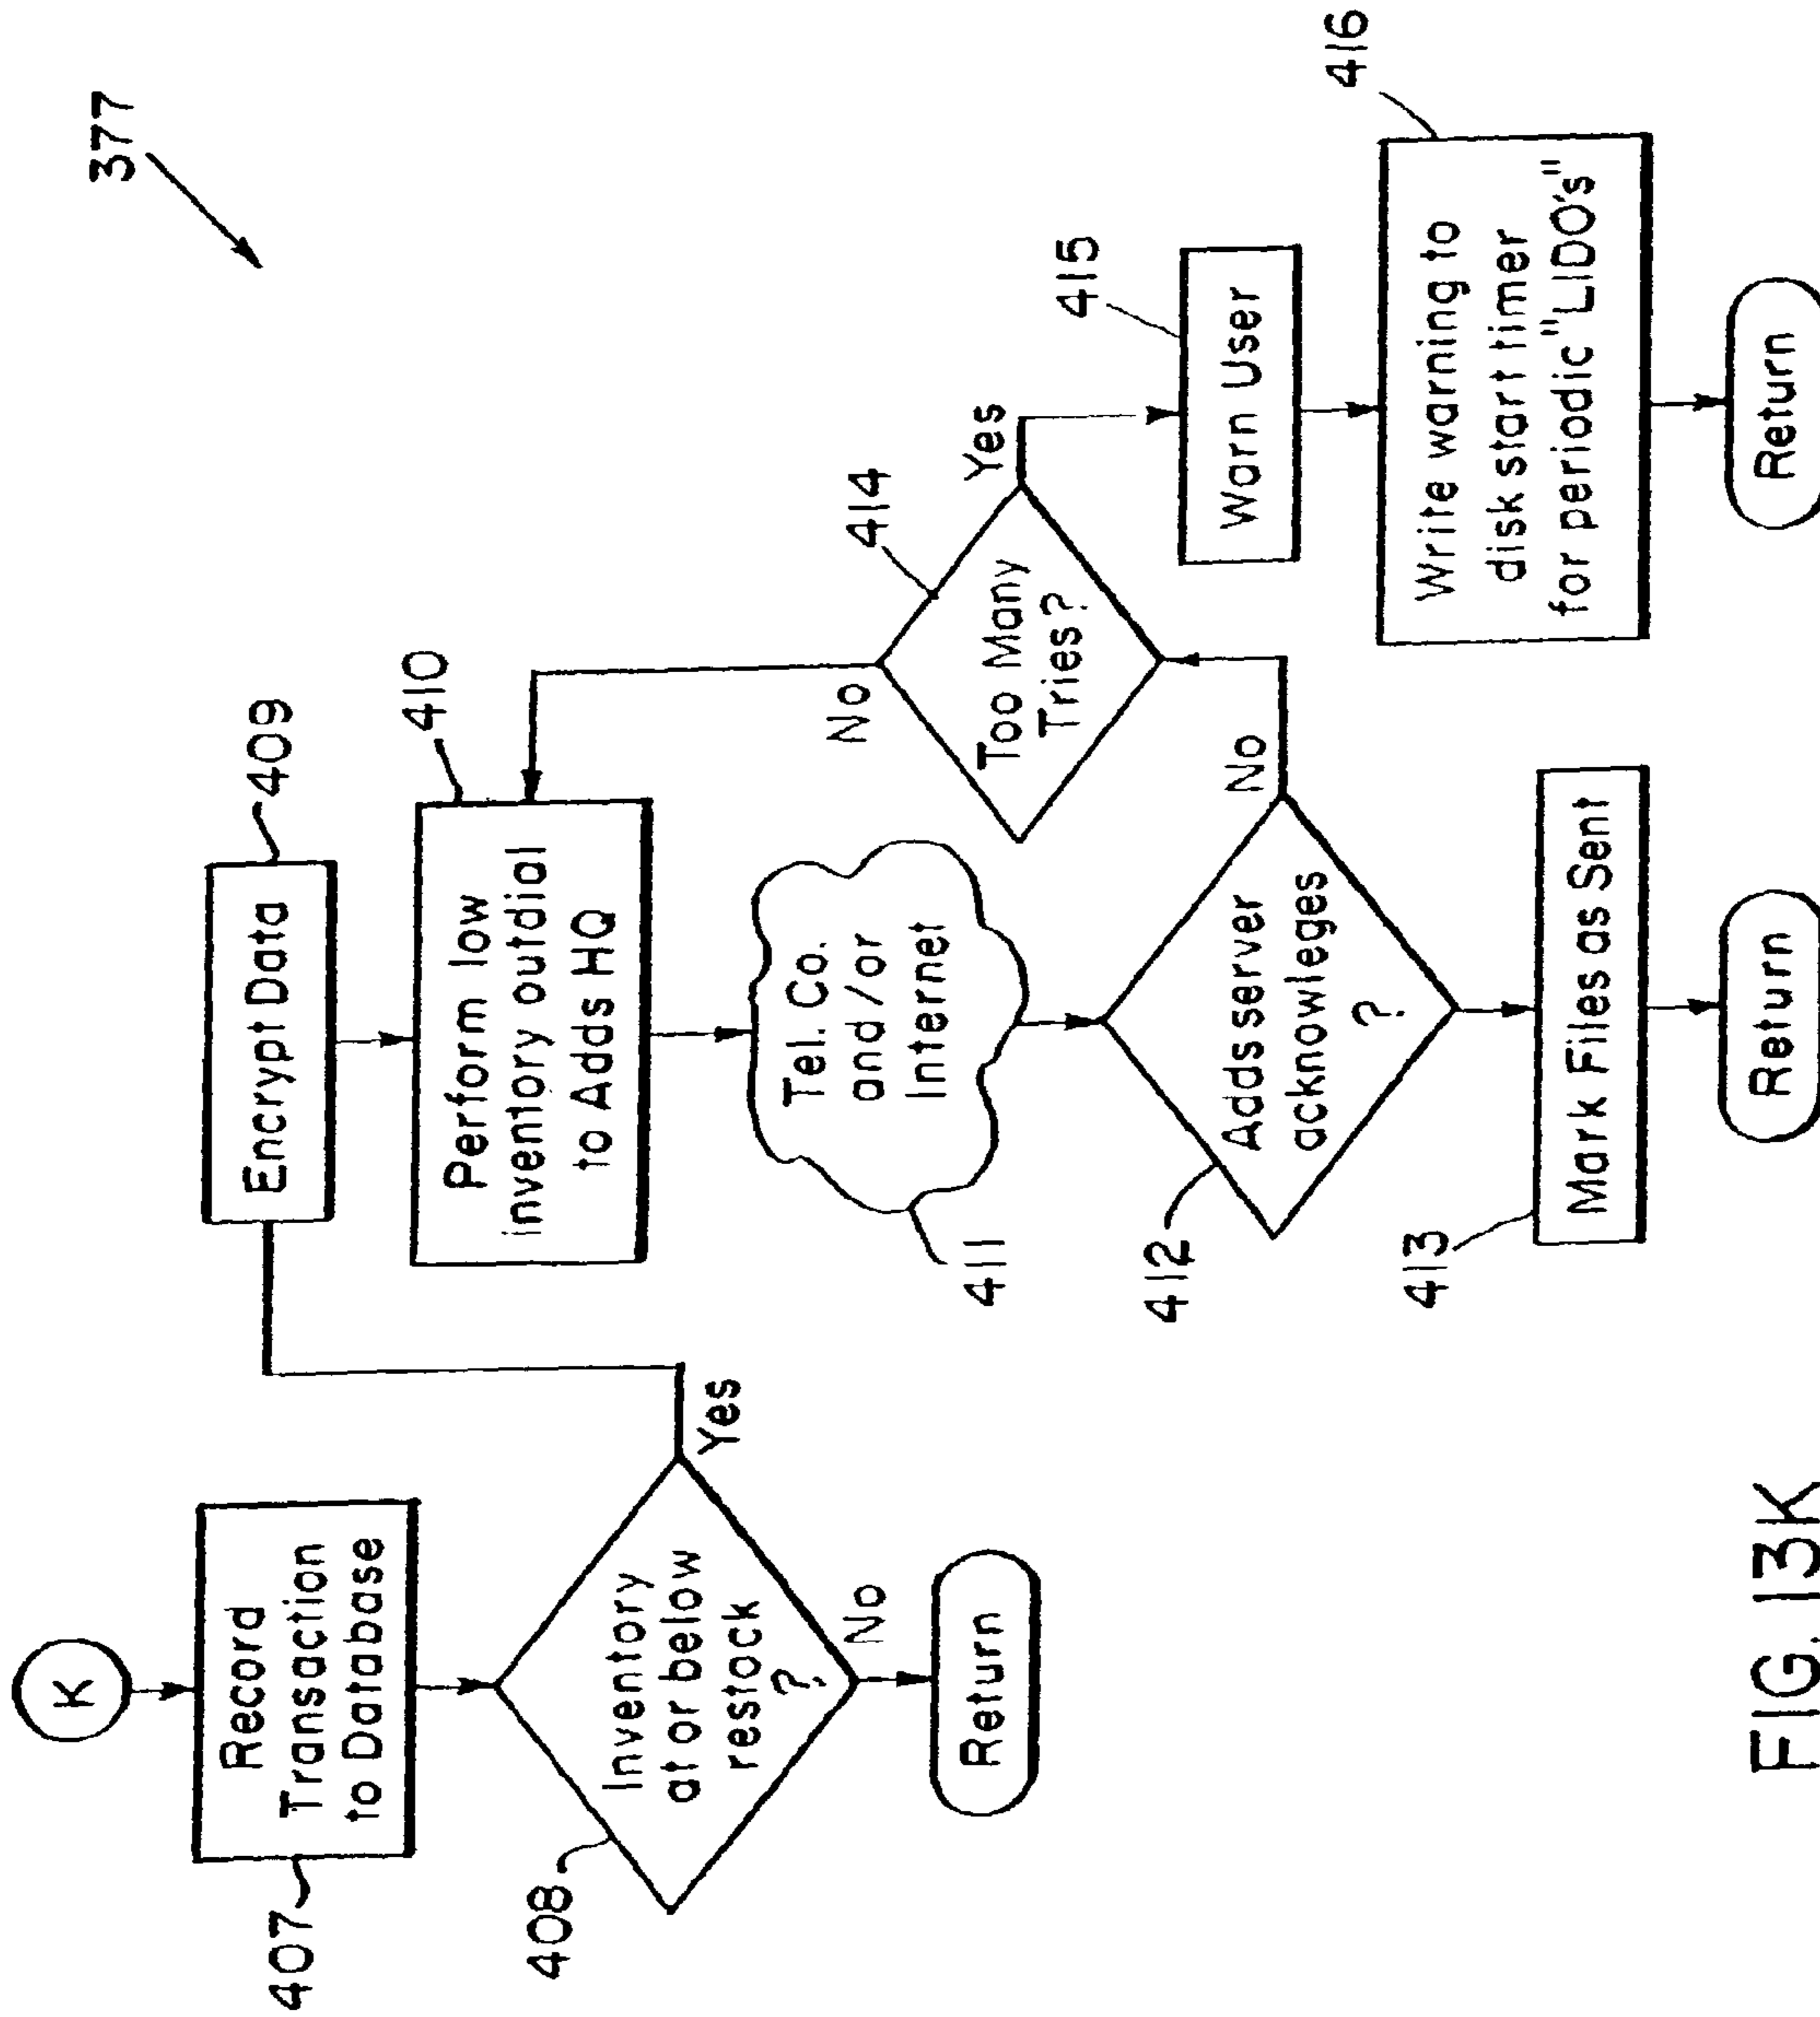 377
K
407
Record
Transaction
to Database
408
Inventory
at or below
restock
?
Yes
No
Return
409
Encrypt Data
410
Perform low
inventory outdial
to Adds HQ
411
Tel. Co.
and/or
Internet
412
Adds server
acknowleges
?
No
413
Mark Files as Sent
Return
414
Too Many
Tries?
No
Yes
415
Warn User
416
Write warning to
disk start timer
for periodic "LIDO's"
Return
FIG. 13K